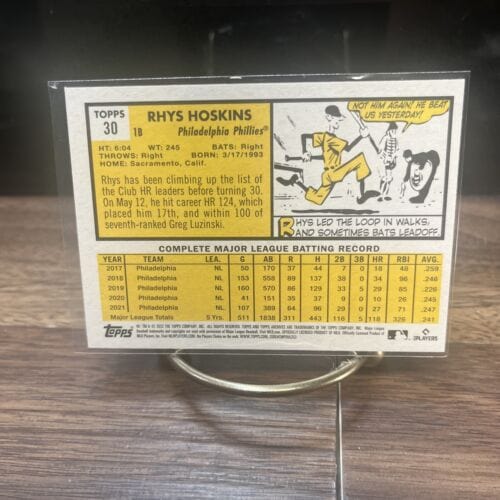 TOPPS
30
RHYS HOSKINS
1B Philadelphia Phillies®
HT: 6:04 WT: 245 BATS: Right
THROWS: Right BORN: 3/17/1993
HOME: Sacramento, Calif.
Rhys has been climbing up the list of
the Club HR leaders before turning 30.
On May 12, he hit career HR 124, which
placed him 17th, and within 100 of
seventh-ranked Greg Luzinski.
NOT HIM AGAIN! HE BEAT
US YESTERDAY!
RHYS LED THE LOOP IN WALKS,
AND SOMETIMES BATS LEADOFF.
COMPLETE MAJOR LEAGUE BATTING RECORD
YEAR TEAM LEA. G AB R H 2B 3B HR RBI AVG.
2017 Philadelphia NL 50 170 37 44 7 1 18 48 .259
2018 Philadelphia NL 153 558 89 137 38 0 34 96 .246
2019 Philadelphia NL 160 570 86 129 33 5 29 85 .226
2020 Philadelphia NL 41 151 35 37 9 0 10 26 .245
2021 Philadelphia NL 107 389 64 96 29 0 27 71 .247
Major League Totals 5 Yrs. 511 1838 311 443 116 5 118 326 .241
Topps
PLAYERS